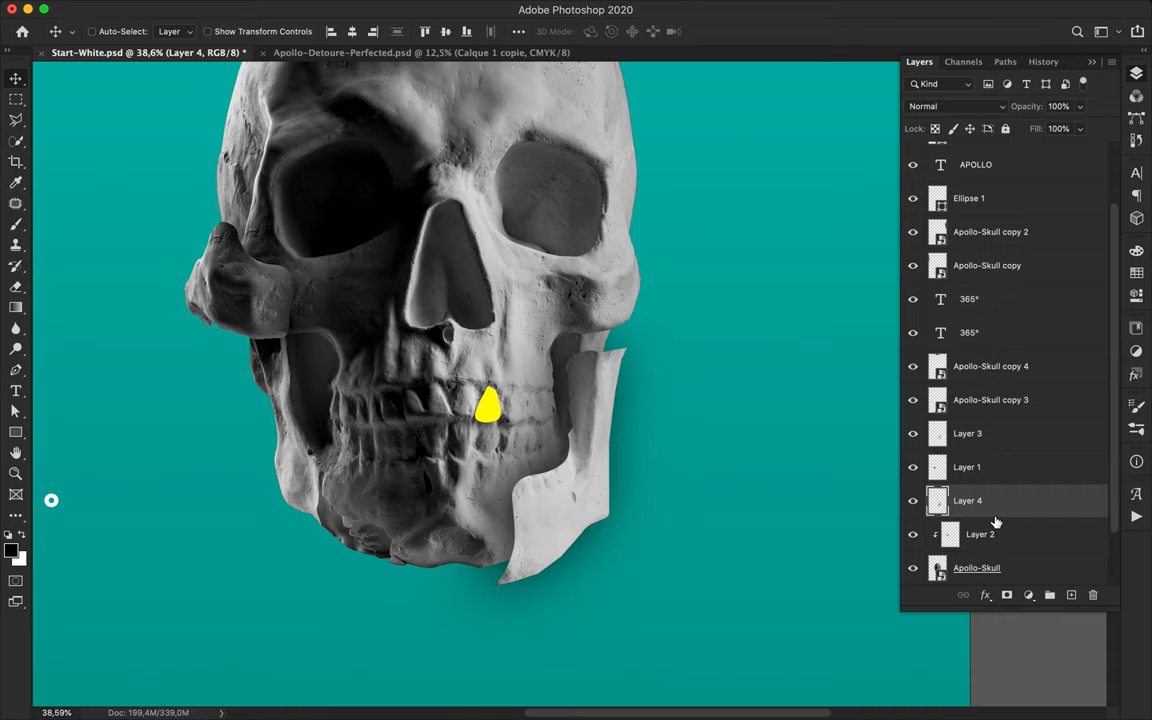 Adobe Photoshop 2020
Auto-Select: Layer Show Transform Controls 3D Mode:
Start-White.psd @ 38,6% (Layer 4, RGB/8) * Apollo-Detoure-Perfected.psd @ 12,5% (Calque 1 copie, CMYK/8)
Layers Channels Paths History
Kind
Normal Opacity: 100%
Lock: Fill: 100%
APOLLO
Ellipse 1
Apollo-Skull copy 2
Apollo-Skull copy
365°
365°
Apollo-Skull copy 4
Apollo-Skull copy 3
Layer 3
Layer 1
Layer 4
Layer 2
Apollo-Skull
38,59% Doc: 199,4M/339,0M